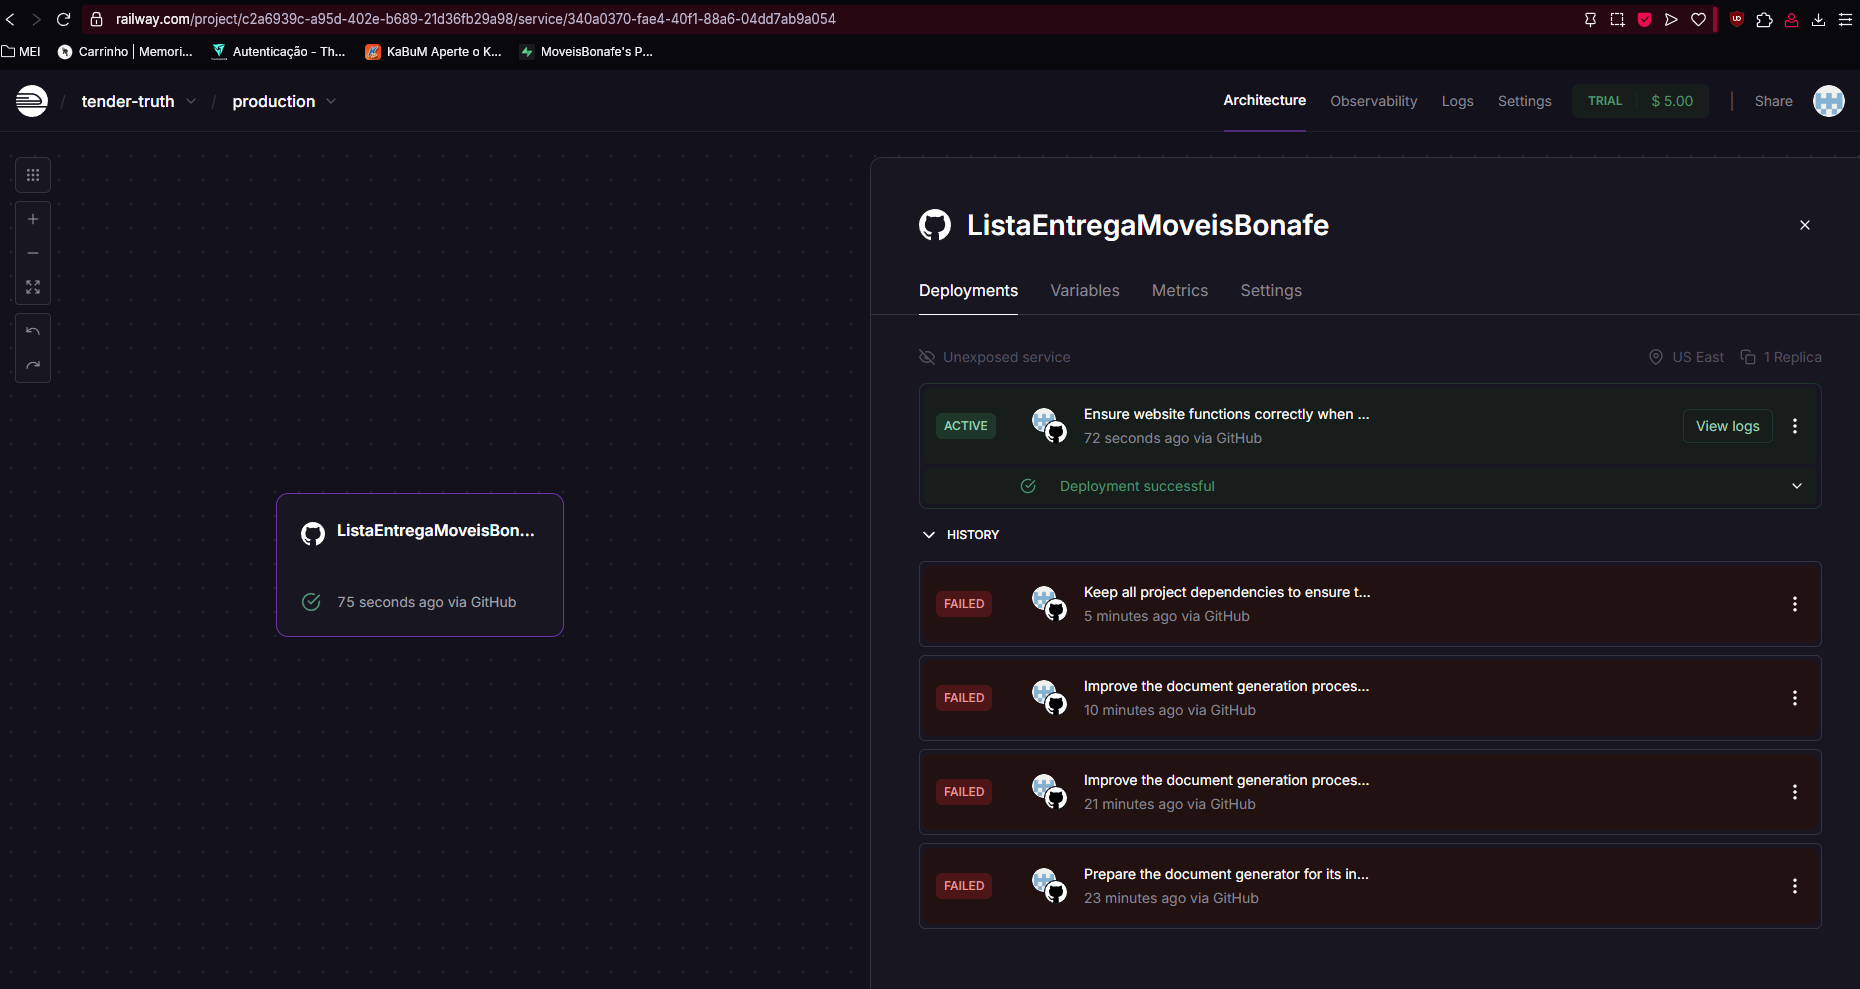 railway.com/project/c2a6939c-a95d-402e-b689-21d36fb29a98/service/340a0370-fae4-40f1-88a6-04dd7ab9a054
MEI
Carrinho | Memori...
Autenticação - Th...
KaBuM Aperte o K...
MoveisBonafe's P...
/ tender-truth / production
Architecture
Observability
Logs
Settings
TRIAL
$ 5.00
Share
ListaEntregaMoveisBon...
75 seconds ago via GitHub
ListaEntregaMoveisBonafe
Deployments
Variables
Metrics
Settings
Unexposed service
US East
1 Replica
ACTIVE
Ensure website functions correctly when ...
72 seconds ago via GitHub
View logs
Deployment successful
HISTORY
FAILED
Keep all project dependencies to ensure t...
5 minutes ago via GitHub
FAILED
Improve the document generation proces...
10 minutes ago via GitHub
FAILED
Improve the document generation proces...
21 minutes ago via GitHub
FAILED
Prepare the document generator for its in...
23 minutes ago via GitHub